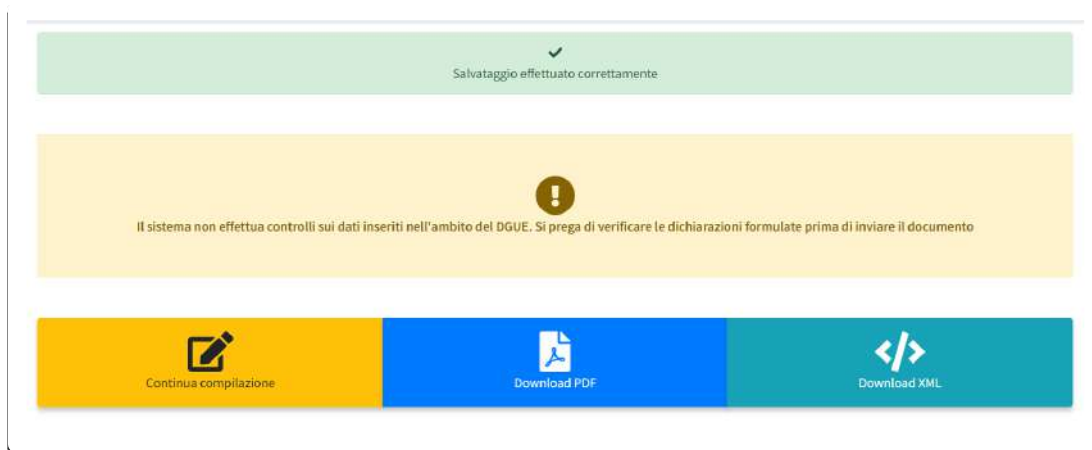 Salvataggio effettuato correttamente
Il sistema non effettua controlli sui dati inseriti nell'ambito del DGUE. Si prega di verificare le dichiarazioni formulate prima di inviare il documento
Continua compilazione
Download PDF
Download XML